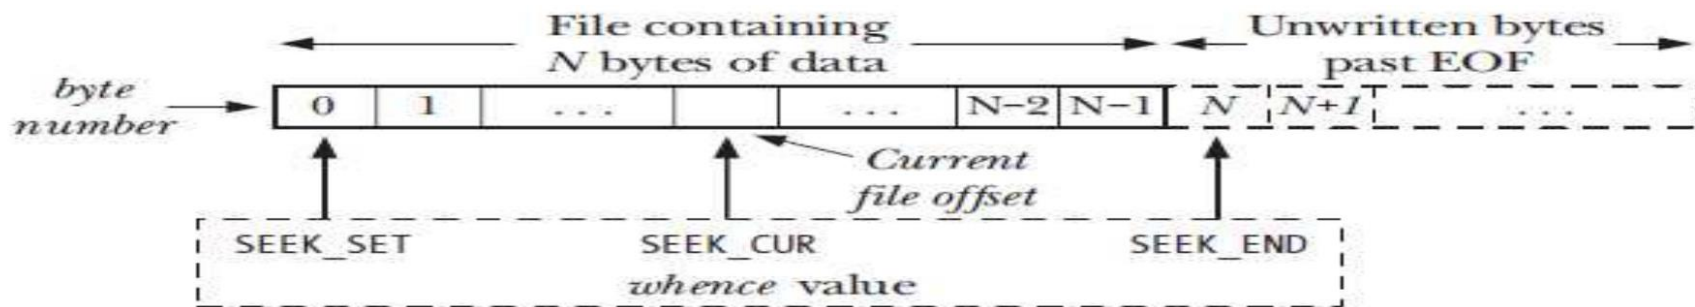 File containing
N bytes of data
Unwritten bytes
past EOF
byte
number
0 1 ... ... N−2 N−1 N N+1 ...
Current
file offset
SEEK_SET SEEK_CUR SEEK_END
whence value